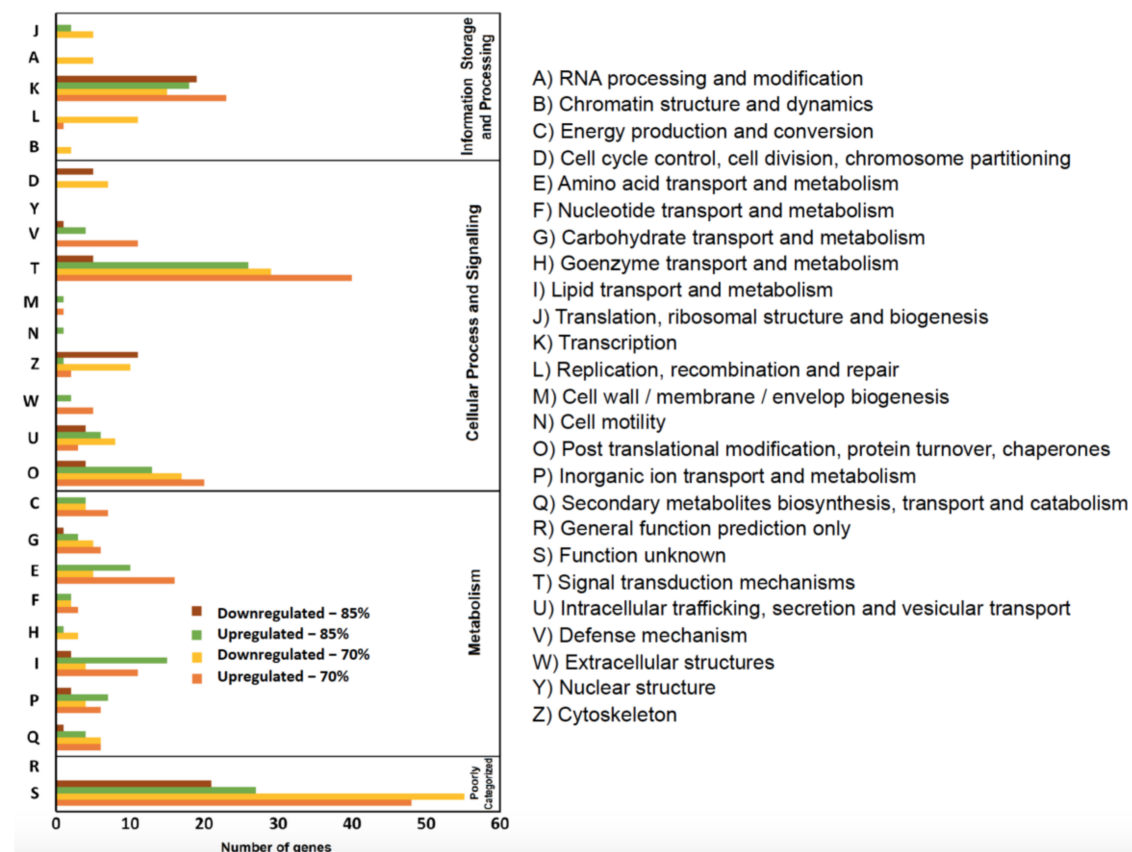 J
A
K
L
B
D
Y
V
T
M
N
Z
W
U
O
C
G
E
F
H
I
P
Q
R
S
Information Storage
and Processing
Cellular Process and Signalling
Metabolism
Poorly
Categorized
Downregulated – 85%
Upregulated – 85%
Downregulated – 70%
Upregulated – 70%
0 10 20 30 40 50 60
Number of genes
A) RNA processing and modification
B) Chromatin structure and dynamics
C) Energy production and conversion
D) Cell cycle control, cell division, chromosome partitioning
E) Amino acid transport and metabolism
F) Nucleotide transport and metabolism
G) Carbohydrate transport and metabolism
H) Goenzyme transport and metabolism
I) Lipid transport and metabolism
J) Translation, ribosomal structure and biogenesis
K) Transcription
L) Replication, recombination and repair
M) Cell wall / membrane / envelop biogenesis
N) Cell motility
O) Post translational modification, protein turnover, chaperones
P) Inorganic ion transport and metabolism
Q) Secondary metabolites biosynthesis, transport and catabolism
R) General function prediction only
S) Function unknown
T) Signal transduction mechanisms
U) Intracellular trafficking, secretion and vesicular transport
V) Defense mechanism
W) Extracellular structures
Y) Nuclear structure
Z) Cytoskeleton